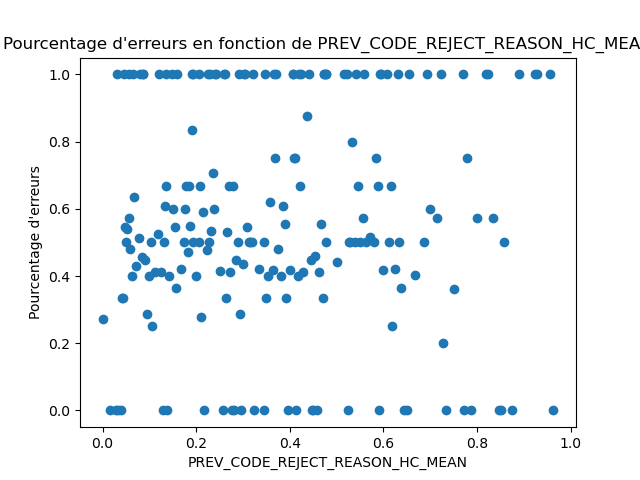 Pourcentage d'erreurs en fonction de PREV_CODE_REJECT_REASON_HC_MEA
1.0
0.8
0.6
0.4
0.2
0.0
Pourcentage d'erreurs
0.0 0.2 0.4 0.6 0.8 1.0
PREV_CODE_REJECT_REASON_HC_MEAN